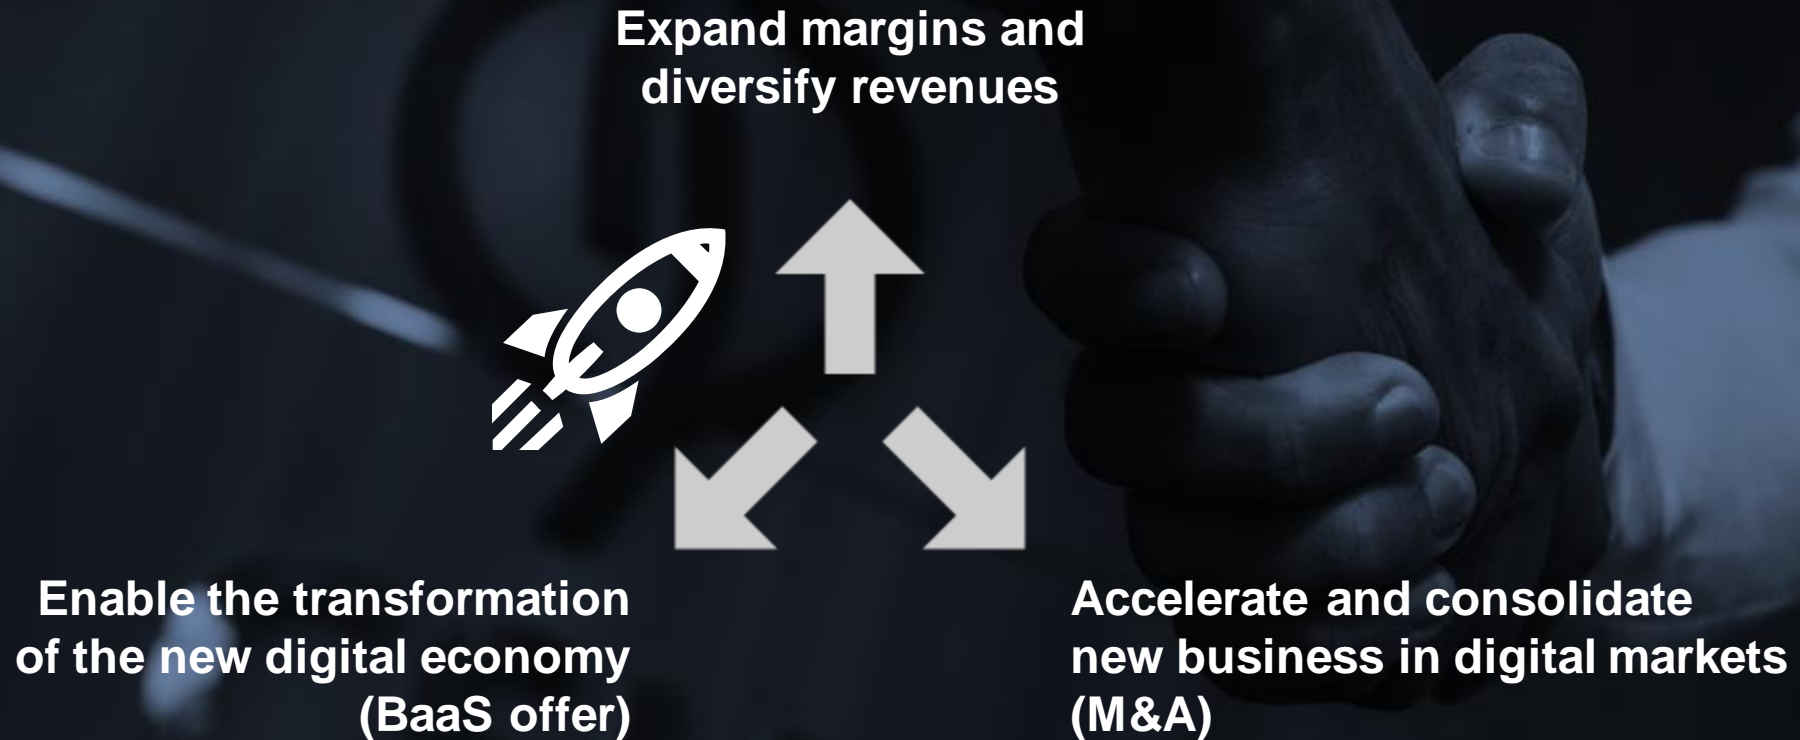 Expand margins and
diversify revenues
Enable the transformation
of the new digital economy
(BaaS offer)
Accelerate and consolidate
new business in digital markets
(M&A)